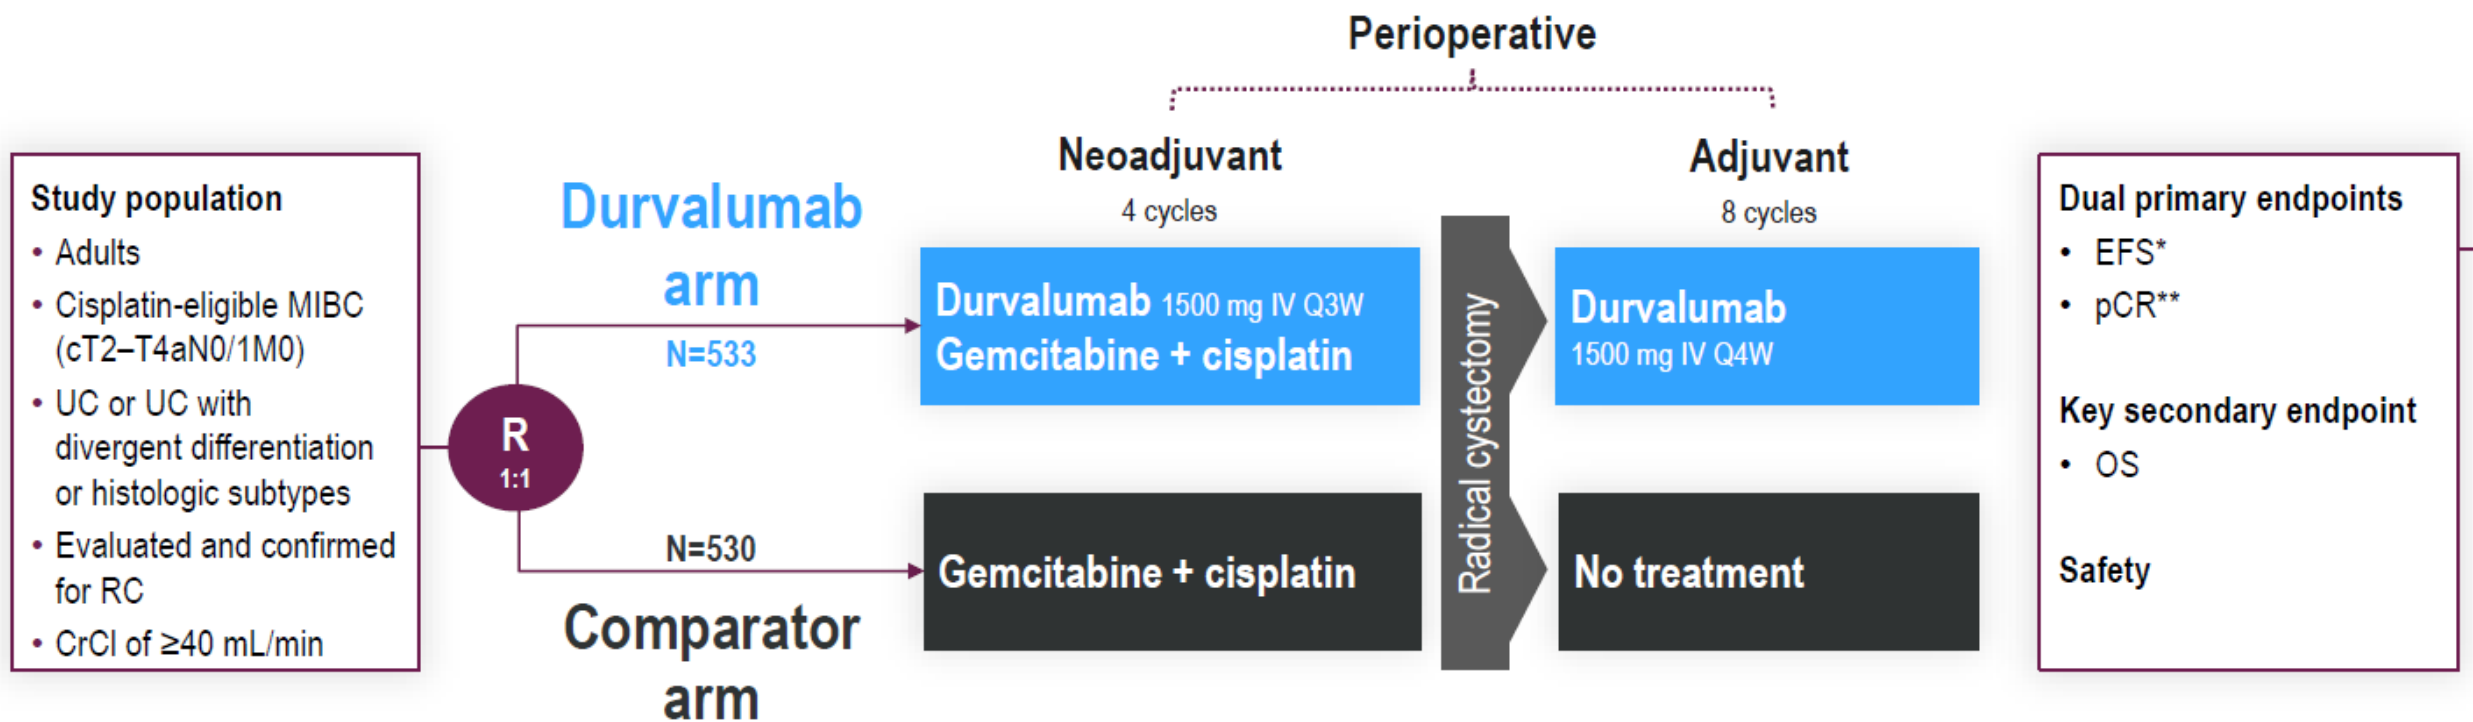 Perioperative
Study population
• Adults
• Cisplatin-eligible MIBC
(cT2–T4aN0/1M0)
• UC or UC with
divergent differentiation
or histologic subtypes
• Evaluated and confirmed
for RC
• CrCl of ≥40 mL/min
R
1:1
Durvalumab
arm
N=533
N=530
Comparator
arm
Neoadjuvant
4 cycles
Durvalumab 1500 mg IV Q3W
Gemcitabine + cisplatin
Gemcitabine + cisplatin
Radical cystectomy
Adjuvant
8 cycles
Durvalumab
1500 mg IV Q4W
No treatment
Dual primary endpoints
• EFS*
• pCR**
Key secondary endpoint
• OS
Safety